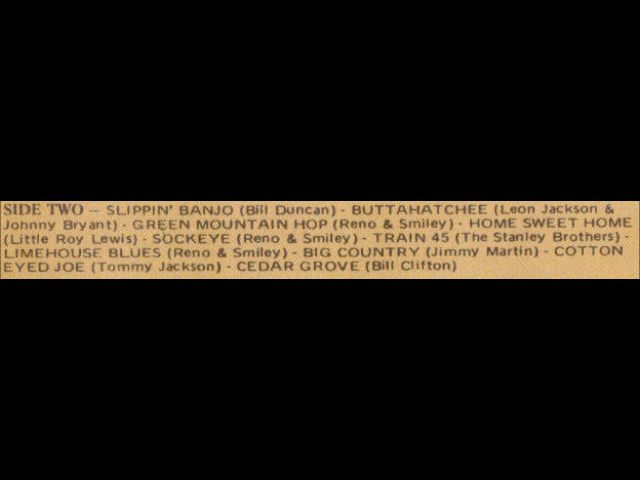 SIDE TWO — SLIPPIN' BANJO (Bill Duncan) - BUTTAHATCHEE (Leon Jackson &
Johnny Bryant) - GREEN MOUNTAIN HOP (Reno & Smiley) - HOME SWEET HOME
(Little Roy Lewis) - SOCKEYE (Reno & Smiley) - TRAIN 45 (The Stanley Brothers) -
LIMEHOUSE BLUES (Reno & Smiley) - BIG COUNTRY (Jimmy Martin) - COTTON
EYED JOE (Tommy Jackson) - CEDAR GROVE (Bill Clifton)